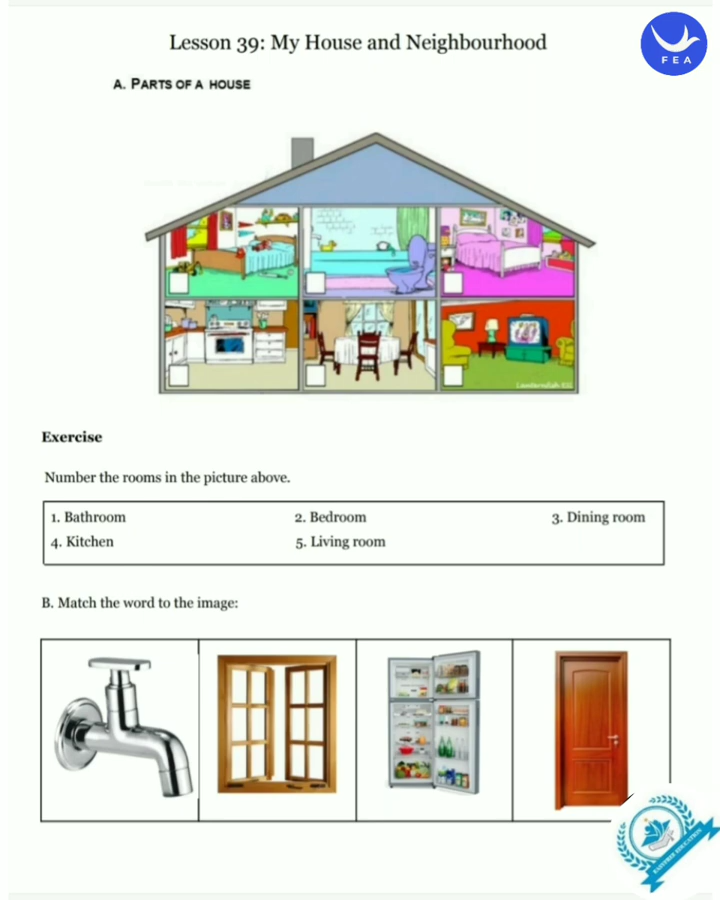 Lesson 39: My House and Neighbourhood
FEA
A. PARTS OF A HOUSE
Exercise
Number the rooms in the picture above.
1. Bathroom 2. Bedroom 3. Dining room
4. Kitchen 5. Living room
B. Match the word to the image: